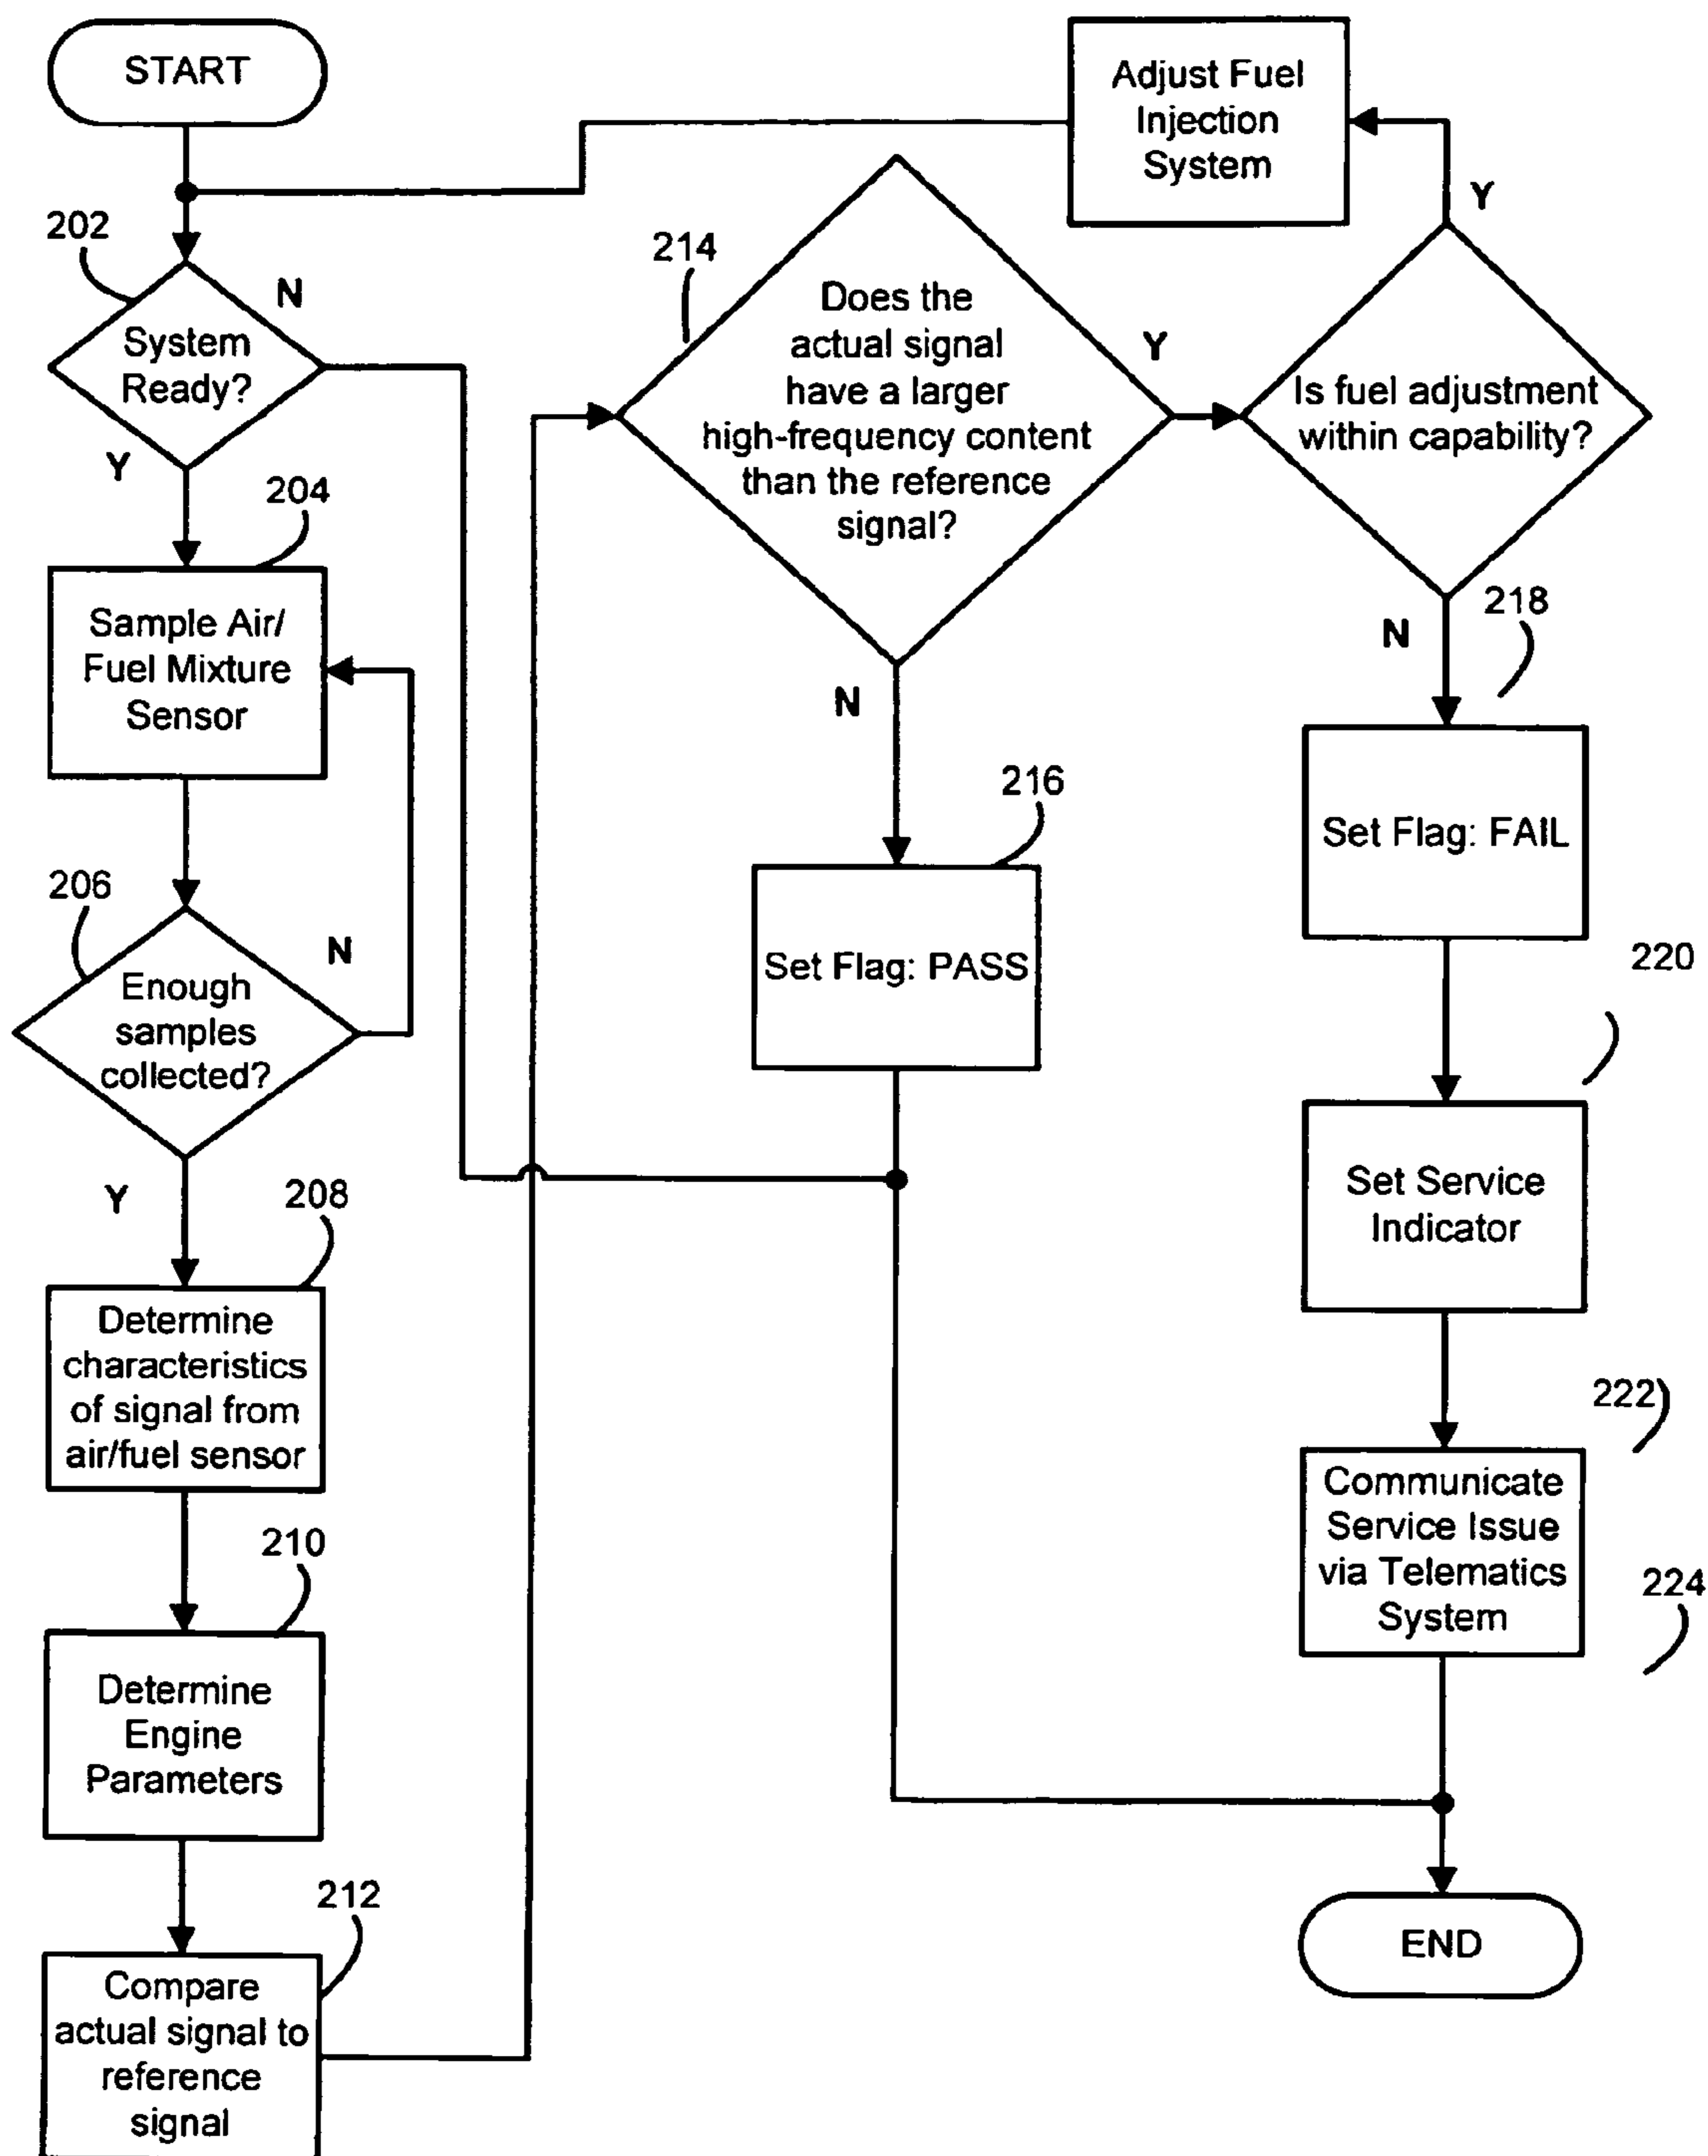 START
202
N
System
Ready?
Y
204
Sample Air/
Fuel Mixture
Sensor
206
N
Enough
samples
collected?
Y
208
Determine
characteristics
of signal from
air/fuel sensor
210
Determine
Engine
Parameters
212
Compare
actual signal to
reference
signal
214
Does the
actual signal
have a larger
high-frequency content
than the reference
signal?
Y
N
216
Set Flag: PASS
Adjust Fuel
Injection
System
Y
Is fuel adjustment
within capability?
N
218
Set Flag: FAIL
220
Set Service
Indicator
222
Communicate
Service Issue
via Telematics
System
224
END